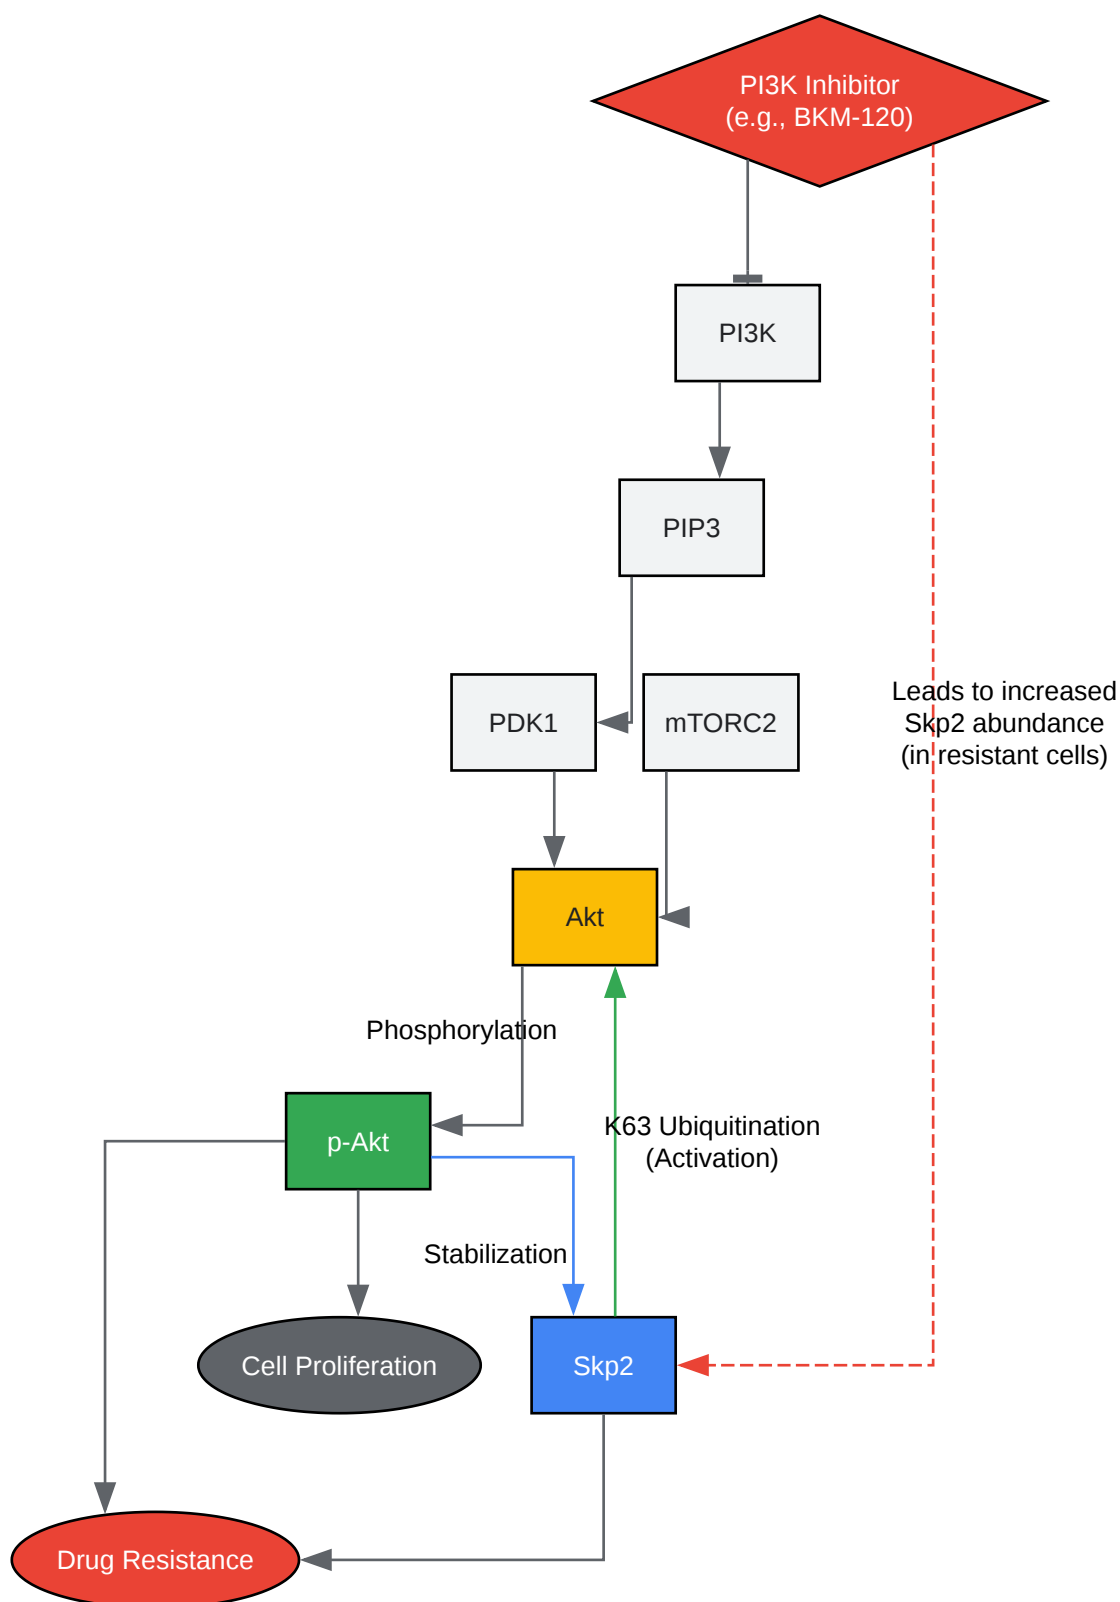 PI3K Inhibitor
(e.g., BKM-120)
PI3K
PIP3
PDK1
mTORC2
Leads to increased
Skp2 abundance
(in resistant cells)
Akt
Phosphorylation
K63 Ubiquitination
(Activation)
p-Akt
Stabilization
Cell Proliferation
Skp2
Drug Resistance